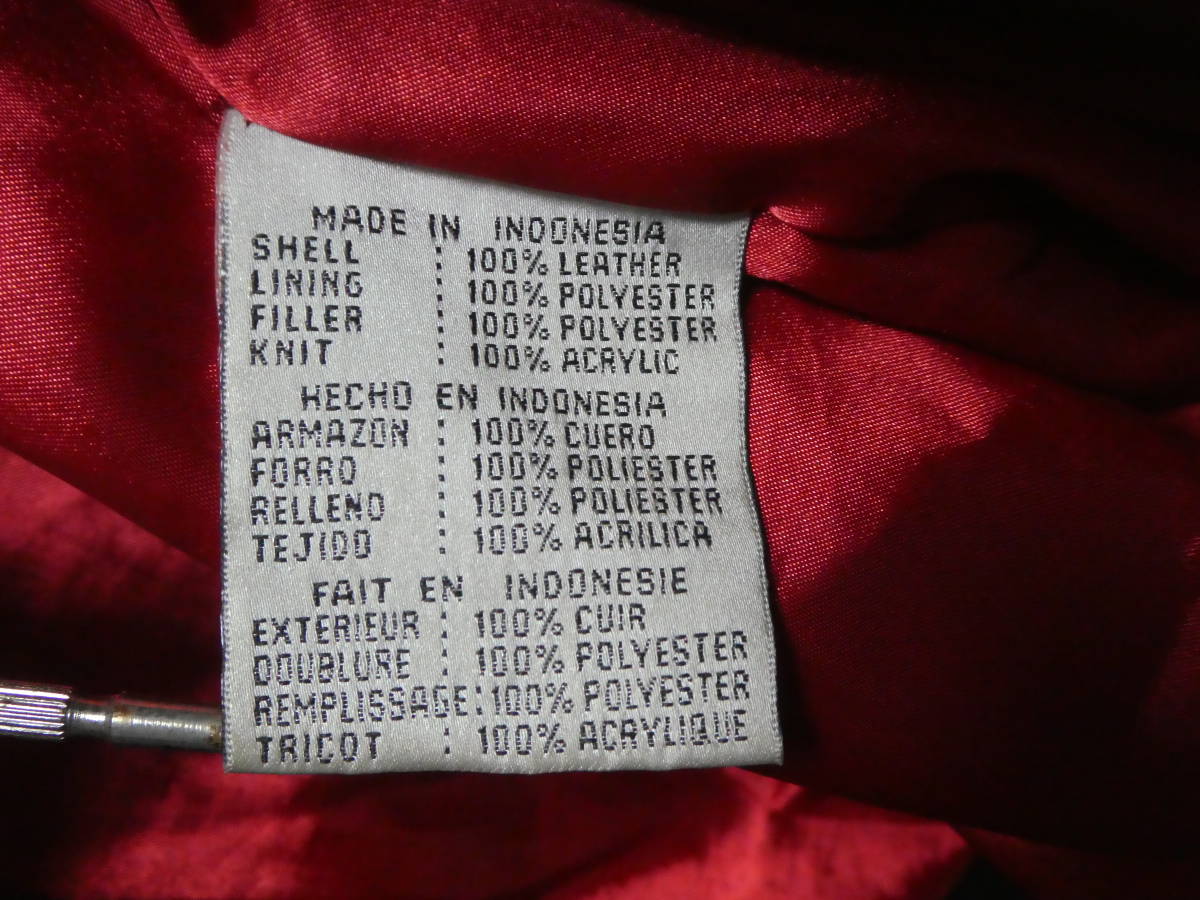 MADE IN INDONESIA
SHELL : 100% LEATHER
LINING : 100% POLYESTER
FILLER : 100% POLYESTER
KNIT : 100% ACRYLIC
HECHO EN INDONESIA
ARMAZON : 100% CUERO
FORRO : 100% POLIESTER
RELLENO : 100% POLIESTER
TEJIDO : 100% ACRILICA
FAIT EN INDONESIE
EXTERIEUR : 100% CUIR
DOUBLURE : 100% POLYESTER
REMPLISSAGE : 100% POLYESTER
TRICOT : 100% ACRYLIQUE